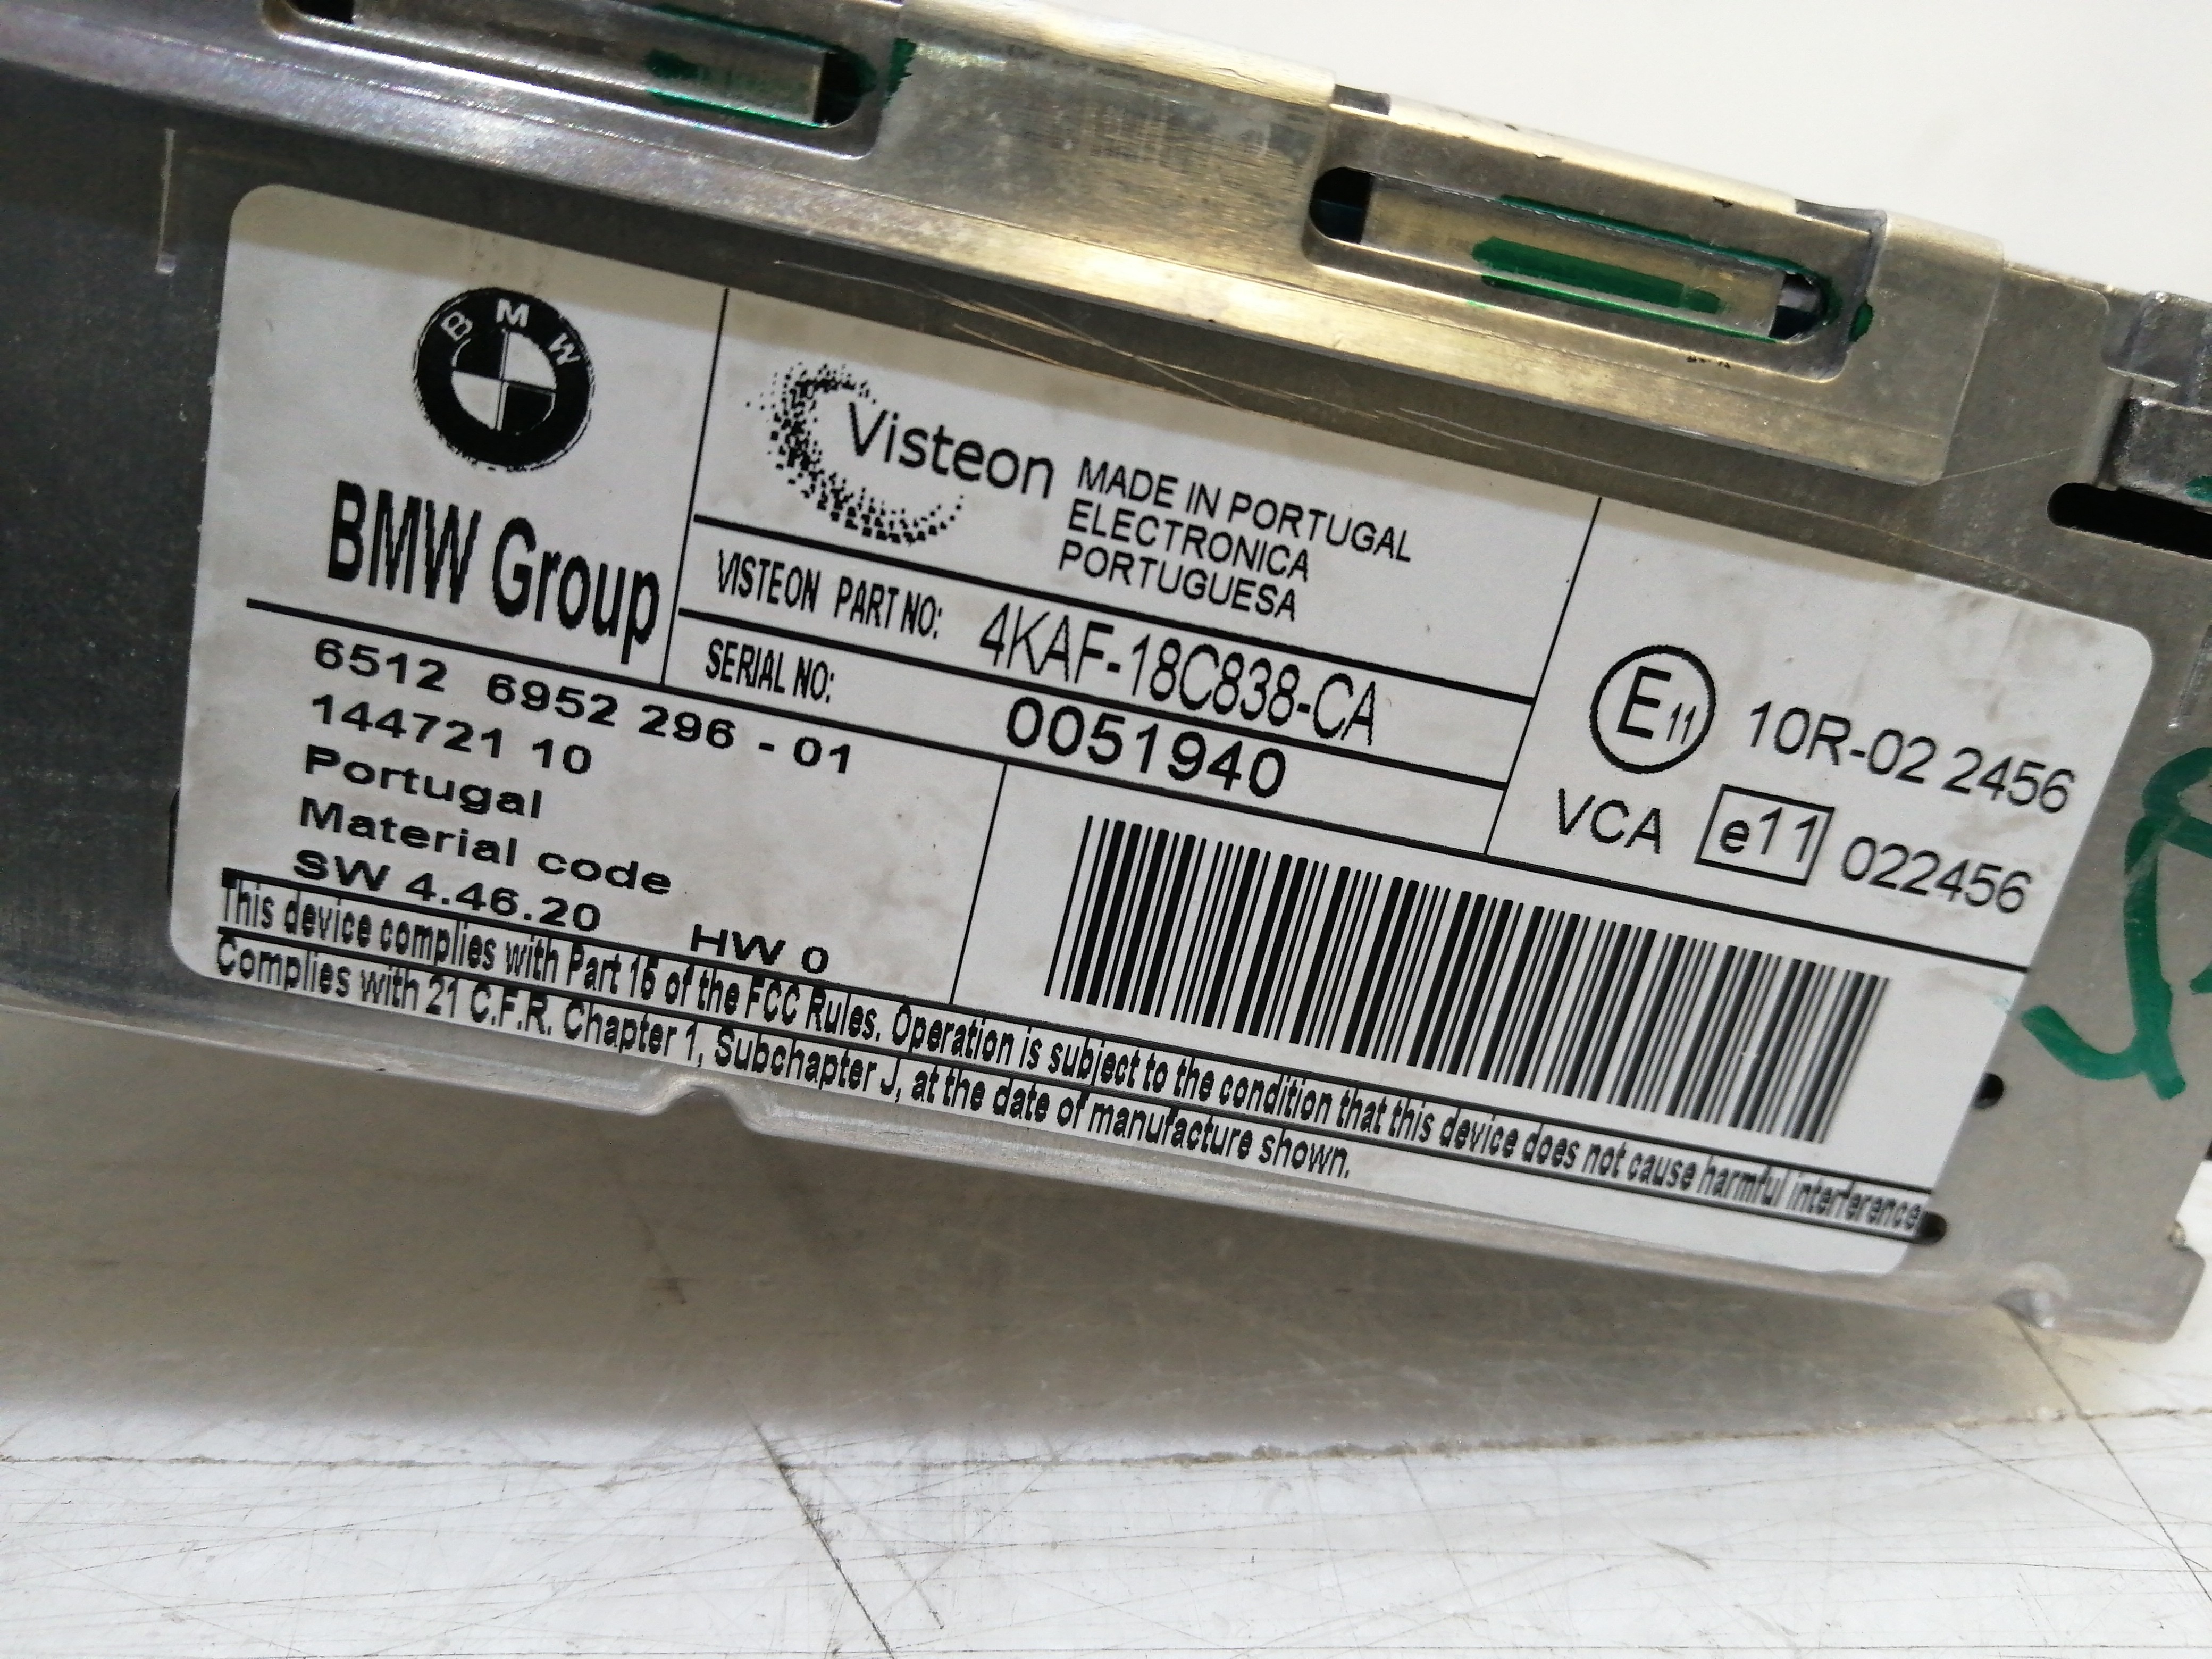 BMW
BMW Group
Visteon
MADE IN PORTUGAL
ELECTRONICA
PORTUGUESA
VISTEON PART NO: 4KAF-18C838-CA
SERIAL NO: 0051940
E11 10R-02 2456
VCA e11 022456
6512 6952 296 - 01
144721 10
Portugal
Material code
SW 4.46.20 HW 0
This device complies with Part 15 of the FCC Rules. Operation is subject to the condition that this device does not cause harmful interference
Complies with 21 C.F.R. Chapter 1, Subchapter J, at the date of manufacture shown.